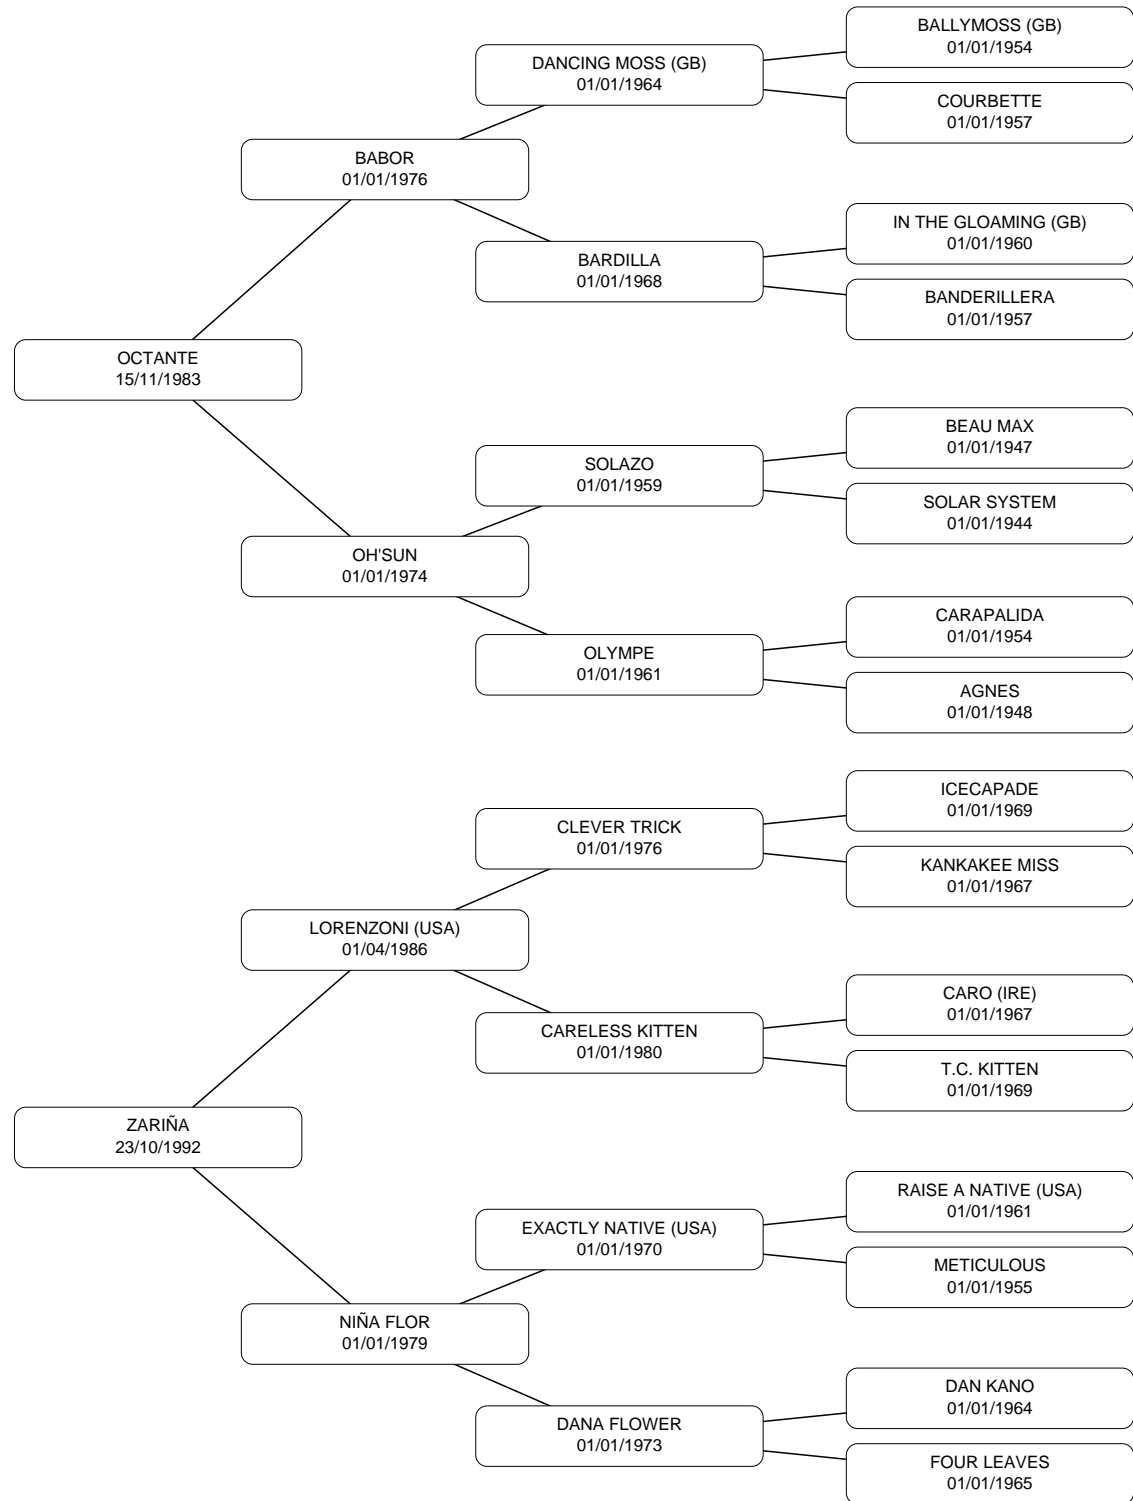 BALLYMOSS (GB)
01/01/1954
DANCING MOSS (GB)
01/01/1964
COURBETTE
01/01/1957
BABOR
01/01/1976
IN THE GLOAMING (GB)
01/01/1960
BARDILLA
01/01/1968
BANDERILLERA
01/01/1957
OCTANTE
15/11/1983
BEAU MAX
01/01/1947
SOLAZO
01/01/1959
SOLAR SYSTEM
01/01/1944
OH'SUN
01/01/1974
CARAPALIDA
01/01/1954
OLYMPE
01/01/1961
AGNES
01/01/1948
ICECAPADE
01/01/1969
CLEVER TRICK
01/01/1976
KANKAKEE MISS
01/01/1967
LORENZONI (USA)
01/04/1986
CARO (IRE)
01/01/1967
CARELESS KITTEN
01/01/1980
T.C. KITTEN
01/01/1969
ZARIÑA
23/10/1992
RAISE A NATIVE (USA)
01/01/1961
EXACTLY NATIVE (USA)
01/01/1970
METICULOUS
01/01/1955
NIÑA FLOR
01/01/1979
DAN KANO
01/01/1964
DANA FLOWER
01/01/1973
FOUR LEAVES
01/01/1965